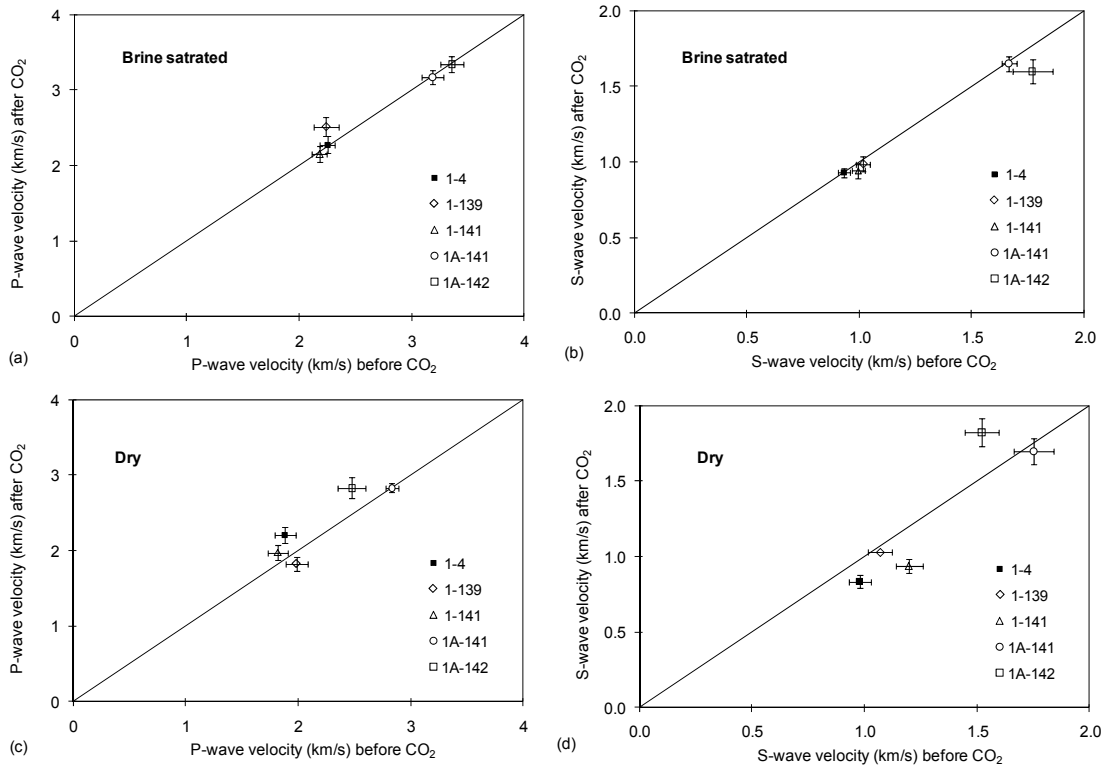 4
3
2
1
0
0
1
2
3
4
Brine satrated
1-4
1-139
1-141
1A-141
1A-142
P-wave velocity (km/s) after CO2
P-wave velocity (km/s) before CO2
(a)
2.0
1.5
1.0
0.5
0.0
0.0
0.5
1.0
1.5
2.0
Brine satrated
1-4
1-139
1-141
1A-141
1A-142
S-wave velocity (km/s) after CO2
S-wave velocity (km/s) before CO2
(b)
4
3
2
1
0
0
1
2
3
4
Dry
1-4
1-139
1-141
1A-141
1A-142
P-wave velocity (km/s) after CO2
P-wave velocity (km/s) before CO2
(c)
2.0
1.5
1.0
0.5
0.0
0.0
0.5
1.0
1.5
2.0
Dry
1-4
1-139
1-141
1A-141
1A-142
S-wave velocity (km/s) after CO2
S-wave velocity (km/s) before CO2
(d)